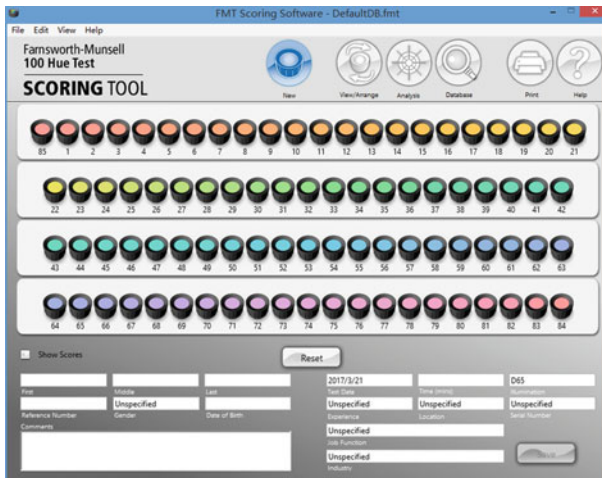 FMT Scoring Software - DefaultDB.fmt
File Edit View Help
Farnsworth-Munsell
100 Hue Test
SCORING TOOL
New View/Arrange Analysis Database Print Help
85 1 2 3 4 5 6 7 8 9 10 11 12 13 14 15 16 17 18 19 20 21
22 23 24 25 26 27 28 29 30 31 32 33 34 35 36 37 38 39 40 41 42
43 44 45 46 47 48 49 50 51 52 53 54 55 56 57 58 59 60 61 62 63
64 65 66 67 68 69 70 71 72 73 74 75 76 77 78 79 80 81 82 83 84
Show Scores Reset
2017/3/21 D65
First Middle Last Test Date Time (mins) Illumination
Unspecified Unspecified Unspecified Unspecified
Reference Number Gender Date of Birth Experience Location Serial Number
Comments
Unspecified
Job Function
Unspecified
Industry
Save